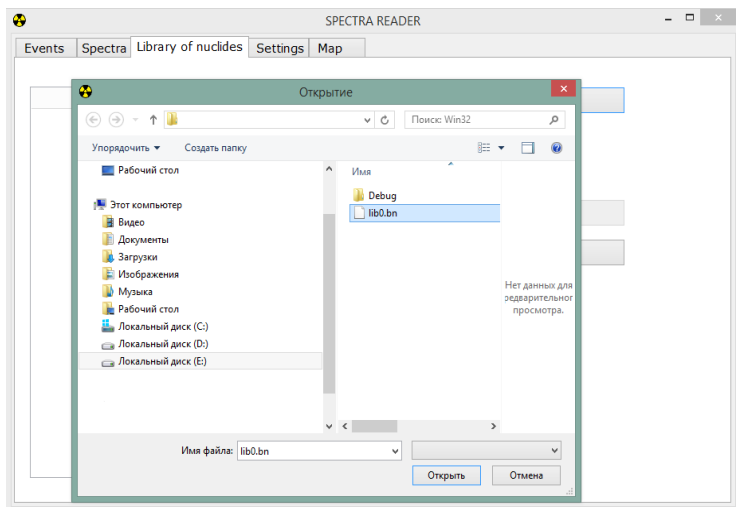 SPECTRA READER
Events Spectra Library of nuclides Settings Map
Открытие
Поиск: Win32
Упорядочить Создать папку
Рабочий стол
Этот компьютер
Видео
Документы
Загрузки
Изображения
Музыка
Рабочий стол
Локальный диск (C:)
Локальный диск (D:)
Локальный диск (E:)
Имя
Debug
lib0.bn
Нет данных для
редварительног
просмотра.
Имя файла: lib0.bn
Открыть Отмена